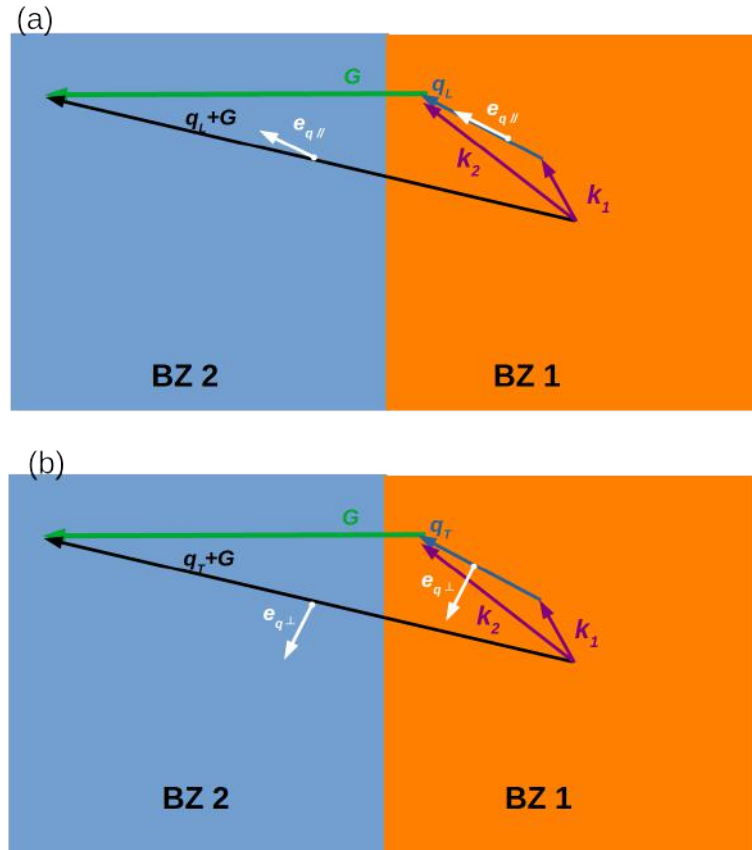 (a)
G
q_L
q_L+G
e_q//
e_q//
k_2
k_1
BZ 2
BZ 1
(b)
G
q_T
q_T+G
e_q⊥
e_q⊥
k_2
k_1
BZ 2
BZ 1